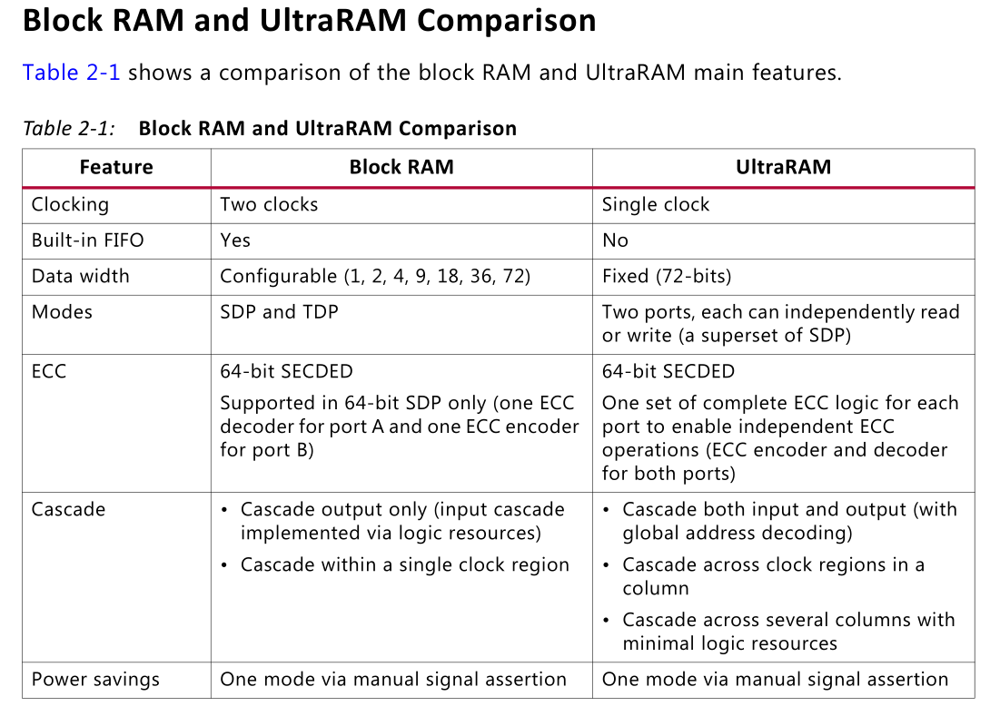 Block RAM and UltraRAM Comparison
Table 2-1 shows a comparison of the block RAM and UltraRAM main features.
Table 2-1: Block RAM and UltraRAM Comparison
Feature Block RAM UltraRAM
Clocking Two clocks Single clock
Built-in FIFO Yes No
Data width Configurable (1, 2, 4, 9, 18, 36, 72) Fixed (72-bits)
Modes SDP and TDP Two ports, each can independently read
or write (a superset of SDP)
ECC 64-bit SECDED
Supported in 64-bit SDP only (one ECC
decoder for port A and one ECC encoder
for port B)
64-bit SECDED
One set of complete ECC logic for each
port to enable independent ECC
operations (ECC encoder and decoder
for both ports)
Cascade
• Cascade output only (input cascade
implemented via logic resources)
• Cascade within a single clock region
• Cascade both input and output (with
global address decoding)
• Cascade across clock regions in a
column
• Cascade across several columns with
minimal logic resources
Power savings One mode via manual signal assertion One mode via manual signal assertion